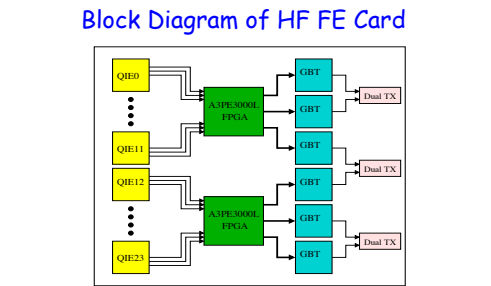 Block Diagram of HF FE Card
QIE0
QIE11
QIE12
QIE23
A3PE3000L
FPGA
A3PE3000L
FPGA
GBT
GBT
GBT
GBT
GBT
GBT
Dual TX
Dual TX
Dual TX